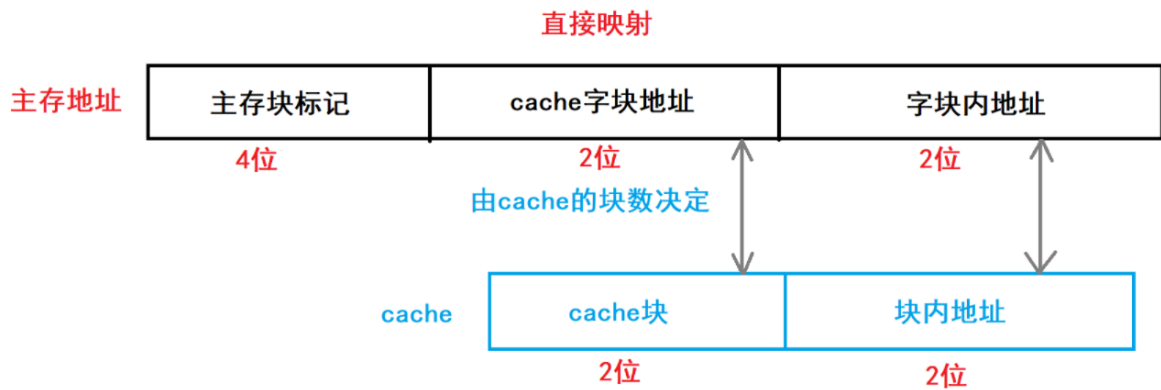 直接映射
主存地址 主存块标记 cache字块地址 字块内地址
4位 2位 2位
由cache的块数决定
cache cache块 块内地址
2位 2位